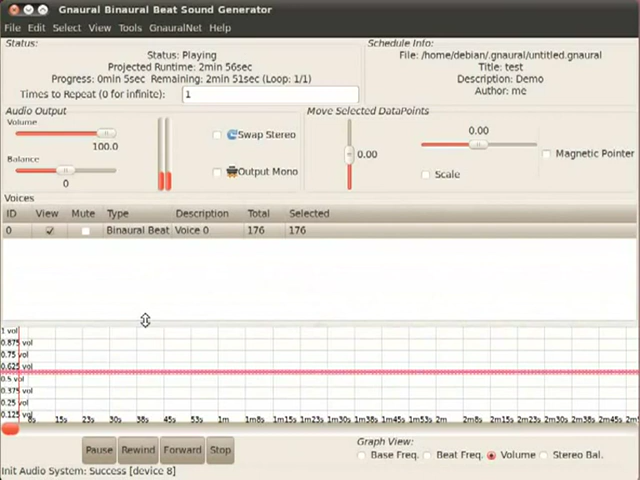 Gnaural Binaural Beat Sound Generator
File Edit Select View Tools GnauralNet Help
Status:
Status: Playing
Projected Runtime: 2min 56sec
Progress: 0min 5sec Remaining: 2min 51sec (Loop: 1/1)
Times to Repeat (0 for infinite): 1
Schedule Info:
File: /home/debian/.gnaural/untitled.gnaural
Title: test
Description: Demo
Author: me
Audio Output
Volume
100.0
Balance
0
Swap Stereo
Output Mono
Move Selected DataPoints
0.00
0.00
Scale
Magnetic Pointer
Voices
ID View Mute Type Description Total Selected
0 Binaural Beat Voice 0 176 176
1 vol
0.875 vol
0.75 vol
0.625 vol
0.5 vol
0.375 vol
0.25 vol
0.125 vol
8s 15s 23s 30s 38s 45s 53s 1m 1m8s 1m15s 1m23s 1m30s 1m38s 1m45s 1m53s 2m 2m8s 2m15s 2m23s 2m30s 2m38s 2m45s
Pause Rewind Forward Stop
Graph View:
Base Freq. Beat Freq. Volume Stereo Bal.
Init Audio System: Success [device 8]